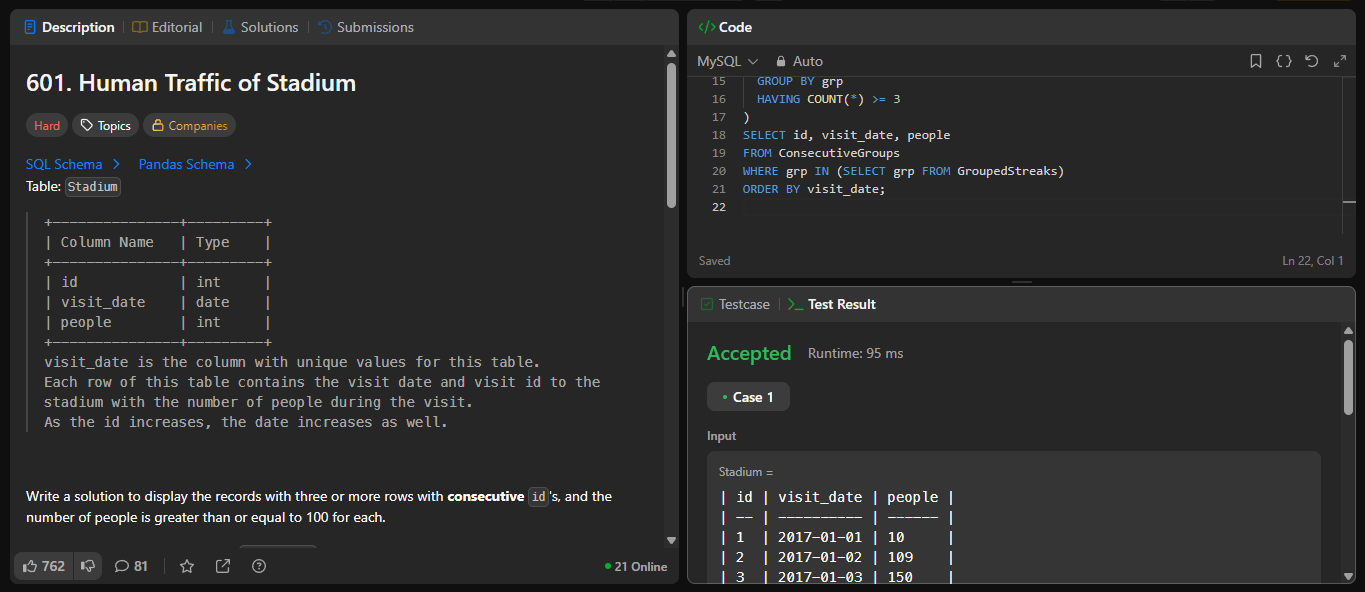 Description | Editorial | Solutions | Submissions
601. Human Traffic of Stadium
Hard Topics Companies
SQL Schema > Pandas Schema >
Table: Stadium
+---------------+---------+
| Column Name   | Type    |
+---------------+---------+
| id            | int     |
| visit_date    | date    |
| people        | int     |
+---------------+---------+
visit_date is the column with unique values for this table.
Each row of this table contains the visit date and visit id to the
stadium with the number of people during the visit.
As the id increases, the date increases as well.
Write a solution to display the records with three or more rows with consecutive id's, and the
number of people is greater than or equal to 100 for each.
762 81 21 Online
</> Code
MySQL Auto
15 GROUP BY grp
16 HAVING COUNT(*) >= 3
17 )
18 SELECT id, visit_date, people
19 FROM ConsecutiveGroups
20 WHERE grp IN (SELECT grp FROM GroupedStreaks)
21 ORDER BY visit_date;
22
Saved Ln 22, Col 1
Testcase | >_ Test Result
Accepted Runtime: 95 ms
• Case 1
Input
Stadium =
| id | visit_date | people |
| -- | ---------- | ------ |
| 1  | 2017-01-01 | 10     |
| 2  | 2017-01-02 | 109    |
| 3  | 2017-01-03 | 150    |